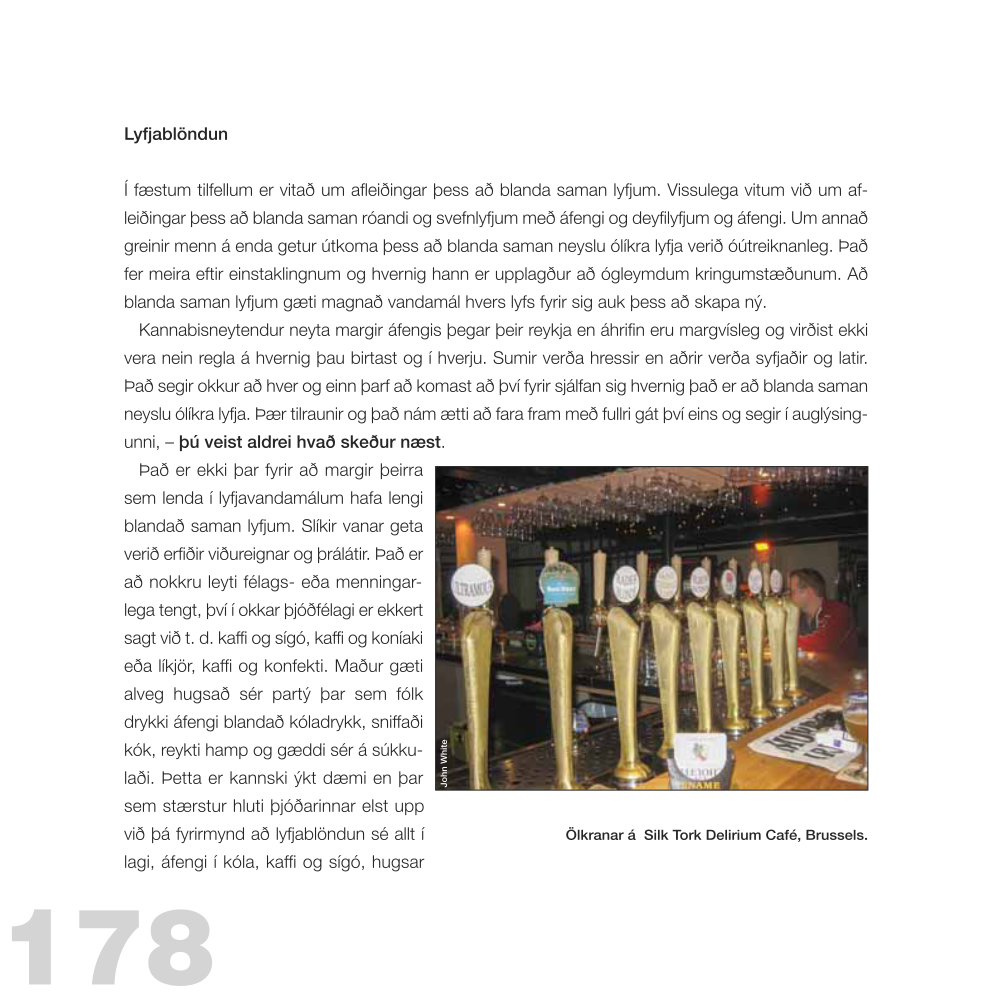 Lyfjablöndun
Í fæstum tilfellum er vitað um afleiðingar þess að blanda saman lyfjum. Vissulega vitum við um af-
leiðingar þess að blanda saman róandi og svefnlyfjum með áfengi og deyfilyfjum og áfengi. Um annað
greinir menn á enda getur útkoma þess að blanda saman neyslu ólíkra lyfja verið óútreiknanleg. Það
fer meira eftir einstaklingnum og hvernig hann er upplagður að ógleymdum kringumstæðunum. Að
blanda saman lyfjum gæti magnað vandamál hvers lyfs fyrir sig auk þess að skapa ný.
Kannabisneytendur neyta margir áfengis þegar þeir reykja en áhrifin eru margvísleg og virðist ekki
vera nein regla á hvernig þau birtast og í hverju. Sumir verða hressir en aðrir verða syfjaðir og latir.
Það segir okkur að hver og einn þarf að komast að því fyrir sjálfan sig hvernig það er að blanda saman
neyslu ólíkra lyfja. Þær tilraunir og það nám ætti að fara fram með fullri gát því eins og segir í auglýsing-
unni, – þú veist aldrei hvað skeður næst.
Það er ekki þar fyrir að margir þeirra
sem lenda í lyfjavandamálum hafa lengi
blandað saman lyfjum. Slíkir vanar geta
verið erfiðir viðureignar og þrálátir. Það er
að nokkru leyti félags- eða menningar-
lega tengt, því í okkar þjóðfélagi er ekkert
sagt við t. d. kaffi og sígó, kaffi og koníaki
eða líkjör, kaffi og konfekti. Maður gæti
alveg hugsað sér partý þar sem fólk
drykki áfengi blandað kóladrykk, sniffaði
kók, reykti hamp og gæddi sér á súkku-
laði. Þetta er kannski ýkt dæmi en þar
sem stærstur hluti þjóðarinnar elst upp
við þá fyrirmynd að lyfjablöndun sé allt í
lagi, áfengi í kóla, kaffi og sígó, hugsar
John White
Ölkranar á Silk Tork Delirium Café, Brussels.
178